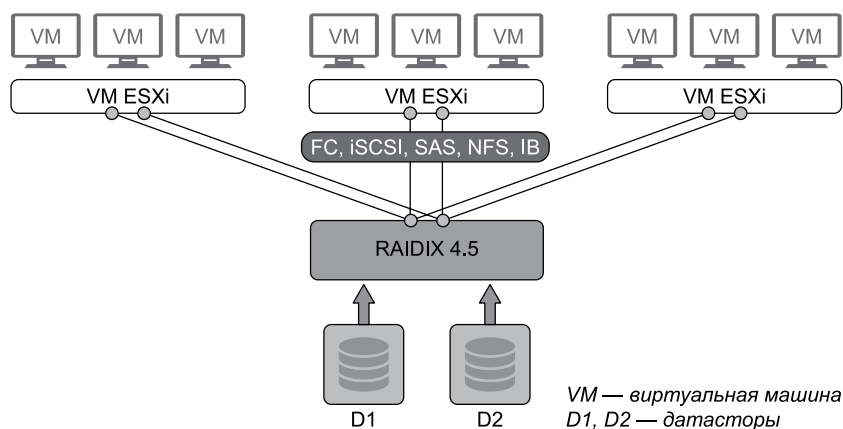 VM VM VM VM VM VM VM VM VM
VM ESXi VM ESXi VM ESXi
FC, iSCSI, SAS, NFS, IB
RAIDIX 4.5
D1 D2
VM — виртуальная машина
D1, D2 — датасторы